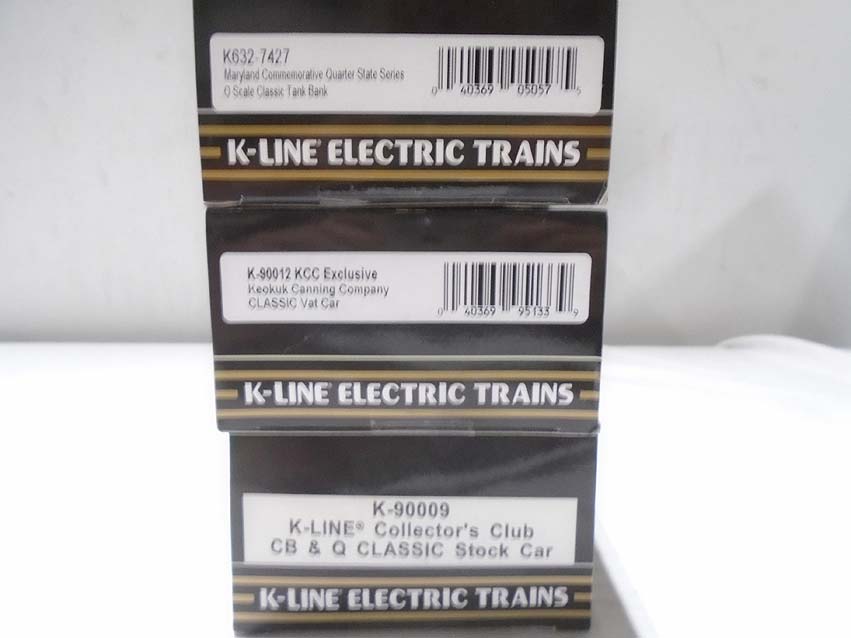 K632-7427
Maryland Commemorative Quarter State Series
O Scale Classic Tank Bank
0 40369 05057 5
K-LINE® ELECTRIC TRAINS
K-90012 KCC Exclusive
Keokuk Canning Company
CLASSIC Vat Car
0 40369 95133 9
K-LINE® ELECTRIC TRAINS
K-90009
K-LINE® Collector's Club
CB & Q CLASSIC Stock Car
K-LINE® ELECTRIC TRAINS